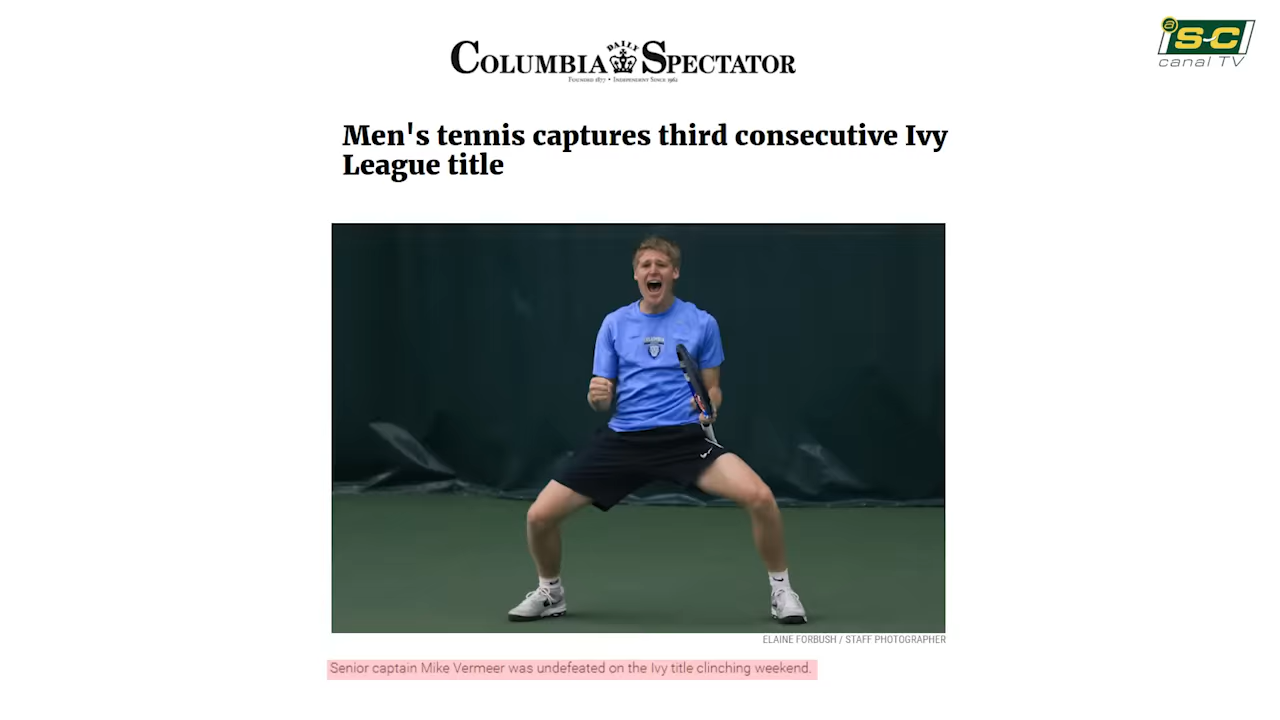 a
S-C
canal TV
COLUMBIA DAILY SPECTATOR
FOUNDED 1877 • INDEPENDENT SINCE 1962
Men's tennis captures third consecutive Ivy
League title
ELAINE FORBUSH / STAFF PHOTOGRAPHER
Senior captain Mike Vermeer was undefeated on the Ivy title clinching weekend.